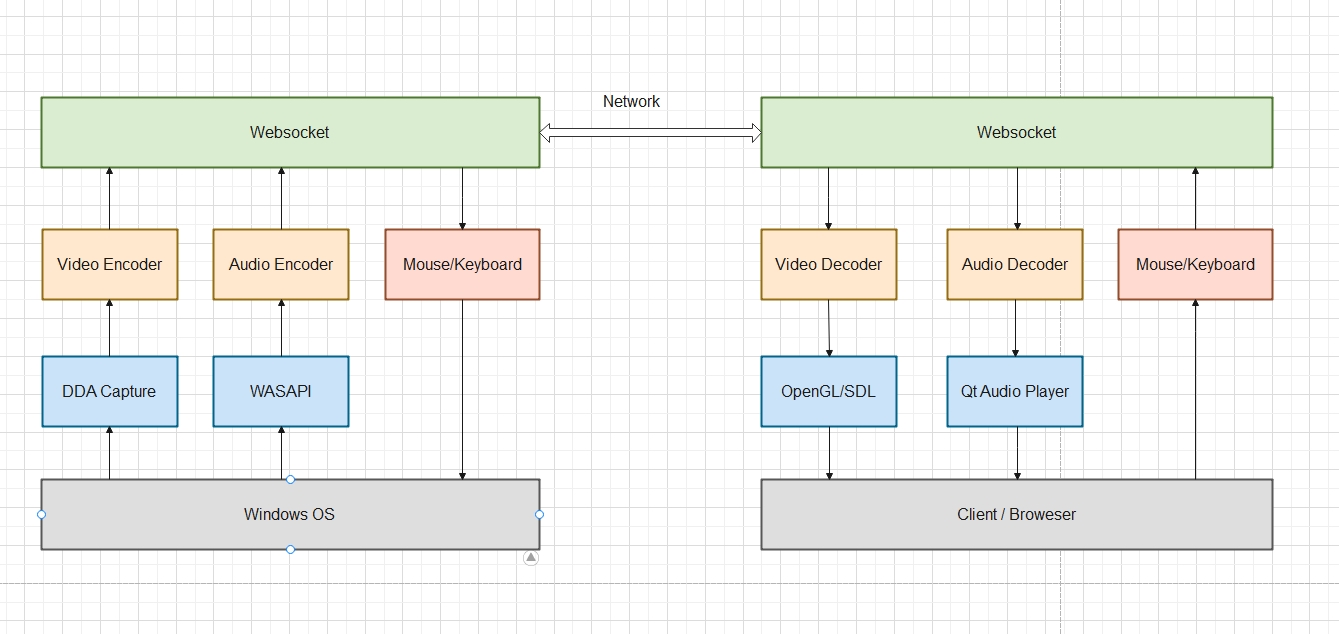 Network
Websocket
Websocket
Video Encoder
Audio Encoder
Mouse/Keyboard
Video Decoder
Audio Decoder
Mouse/Keyboard
DDA Capture
WASAPI
OpenGL/SDL
Qt Audio Player
Windows OS
Client / Broweser